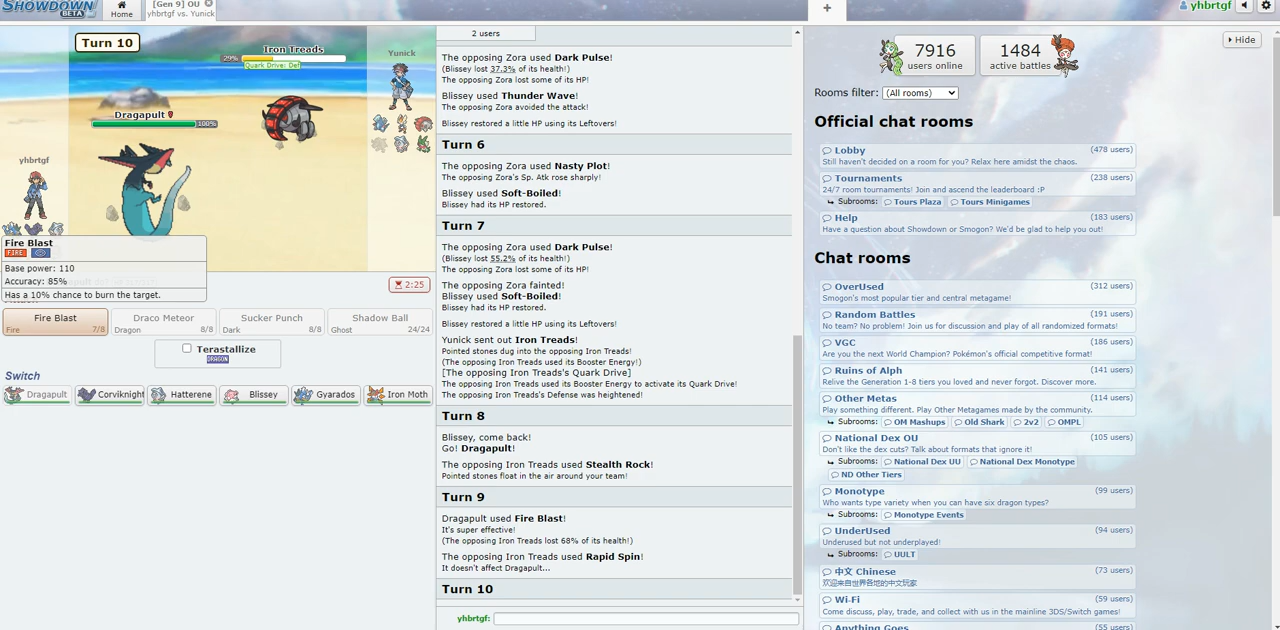 SHOWDOWN
BETA
Home
[Gen 9] OU
yhbrtgf vs. Yunick
+
yhbrtgf
Turn 10
Iron Treads
29%
Quark Drive: Def
Yunick
Dragapult
100%
yhbrtgf
Fire Blast
FIRE
Base power: 110
Accuracy: 85%
Has a 10% chance to burn the target.
2:25
Fire Blast
Fire 7/8
Draco Meteor
Dragon 8/8
Sucker Punch
Dark 8/8
Shadow Ball
Ghost 24/24
Terastallize
DRAGON
Switch
Dragapult
Corviknight
Hatterene
Blissey
Gyarados
Iron Moth
2 users
The opposing Zora used Dark Pulse!
(Blissey lost 37.3% of its health!)
The opposing Zora lost some of its HP!
Blissey used Thunder Wave!
The opposing Zora avoided the attack!
Blissey restored a little HP using its Leftovers!
Turn 6
The opposing Zora used Nasty Plot!
The opposing Zora's Sp. Atk rose sharply!
Blissey used Soft-Boiled!
Blissey had its HP restored.
Turn 7
The opposing Zora used Dark Pulse!
(Blissey lost 55.2% of its health!)
The opposing Zora lost some of its HP!
The opposing Zora fainted!
Blissey used Soft-Boiled!
Blissey had its HP restored.
Blissey restored a little HP using its Leftovers!
Yunick sent out Iron Treads!
Pointed stones dug into the opposing Iron Treads!
(The opposing Iron Treads used its Booster Energy!)
[The opposing Iron Treads's Quark Drive]
The opposing Iron Treads used its Booster Energy to activate its Quark Drive!
The opposing Iron Treads's Defense was heightened!
Turn 8
Blissey, come back!
Go! Dragapult!
The opposing Iron Treads used Stealth Rock!
Pointed stones float in the air around your team!
Turn 9
Dragapult used Fire Blast!
It's super effective!
(The opposing Iron Treads lost 68% of its health!)
The opposing Iron Treads used Rapid Spin!
It doesn't affect Dragapult...
Turn 10
yhbrtgf:
7916
users online
1484
active battles
Hide
Rooms filter: (All rooms)
Official chat rooms
Lobby (478 users)
Still haven't decided on a room for you? Relax here amidst the chaos.
Tournaments (238 users)
24/7 room tournaments! Join and ascend the leaderboard :P
Subrooms: Tours Plaza Tours Minigames
Help (183 users)
Have a question about Showdown or Smogon? We'd be glad to help you out!
Chat rooms
OverUsed (312 users)
Smogon's most popular tier and central metagame!
Random Battles (191 users)
No team? No problem! Join us for discussion and play of all randomized formats!
VGC (186 users)
Are you the next World Champion? Pokémon's official competitive format!
Ruins of Alph (141 users)
Relive the Generation 1-8 tiers you loved and never forgot. Discover more.
Other Metas (114 users)
Play something different. Play Other Metagames made by the community.
Subrooms: OM Mashups Old Shark 2v2 OMPL
National Dex OU (105 users)
Don't like the dex cuts? Talk about formats that ignore it!
Subrooms: National Dex UU National Dex Monotype
ND Other Tiers
Monotype (99 users)
Who wants type variety when you can have six dragon types?
Subrooms: Monotype Events
UnderUsed (94 users)
Underused but not underplayed!
Subrooms: UULT
中文 Chinese (73 users)
欢迎来自世界各地的中文玩家
Wi-Fi (59 users)
Come discuss, play, trade, and collect with us in the mainline 3DS/Switch games!
Anything Goes (55 users)